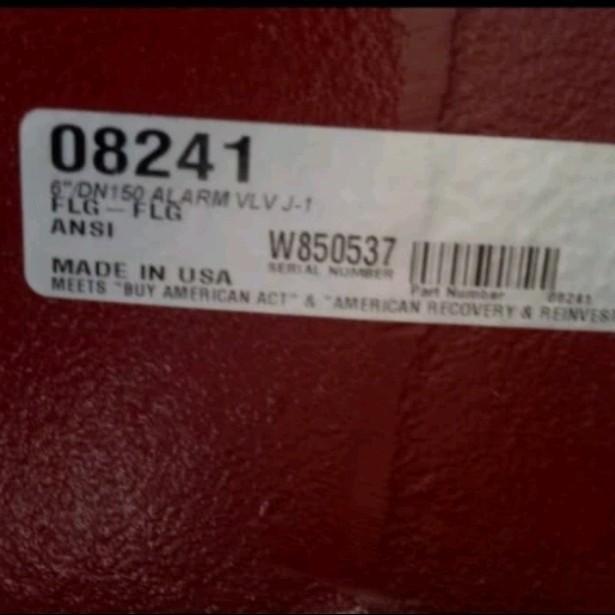 08241
6"/DN150 ALARM VLV J-1
FLG-FLG
ANSI
W850537
SERIAL NUMBER
MADE IN USA
Part Number 08241
MEETS "BUY AMERICAN ACT" & "AMERICAN RECOVERY & REINVES